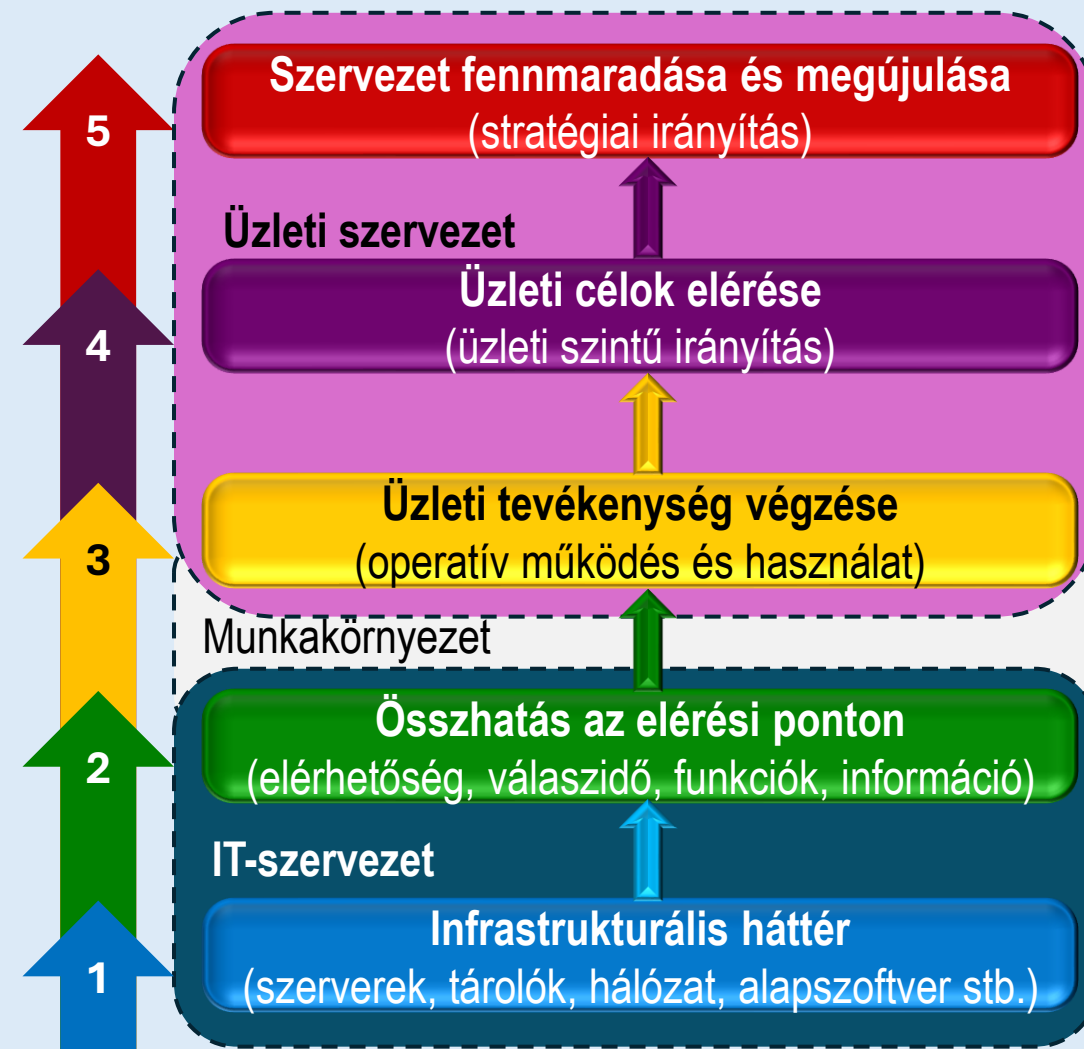 5
Szervezet fennmaradása és megújulása
(stratégiai irányítás)
Üzleti szervezet
4
Üzleti célok elérése
(üzleti szintű irányítás)
3
Üzleti tevékenység végzése
(operatív működés és használat)
Munkakörnyezet
2
Összhatás az elérési ponton
(elérhetőség, válaszidő, funkciók, információ)
IT-szervezet
1
Infrastrukturális háttér
(szerverek, tárolók, hálózat, alapszoftver stb.)